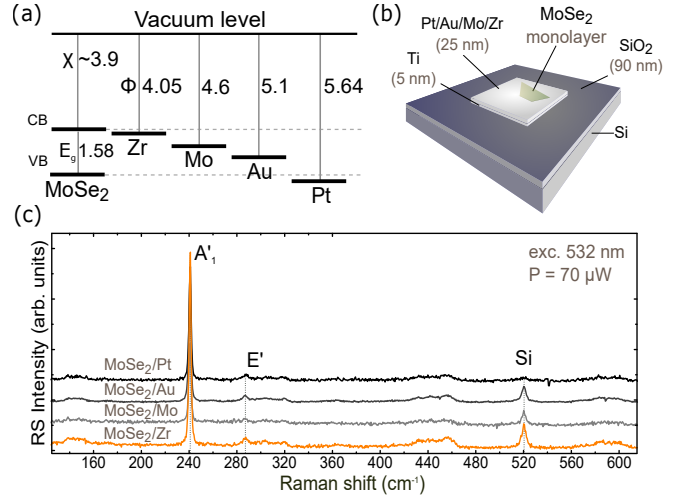 (a)
Vacuum level
χ ~3.9
Φ 4.05
4.6
5.1
5.64
CB
E_g 1.58
VB
MoSe₂
Zr
Mo
Au
Pt
(b)
Pt/Au/Mo/Zr
(25 nm)
MoSe₂
monolayer
SiO₂
(90 nm)
Ti
(5 nm)
Si
(c)
RS Intensity (arb. units)
A'₁
exc. 532 nm
P = 70 µW
E'
Si
MoSe₂/Pt
MoSe₂/Au
MoSe₂/Mo
MoSe₂/Zr
160 200 240 280 320 360 400 440 480 520 560 600
Raman shift (cm⁻¹)